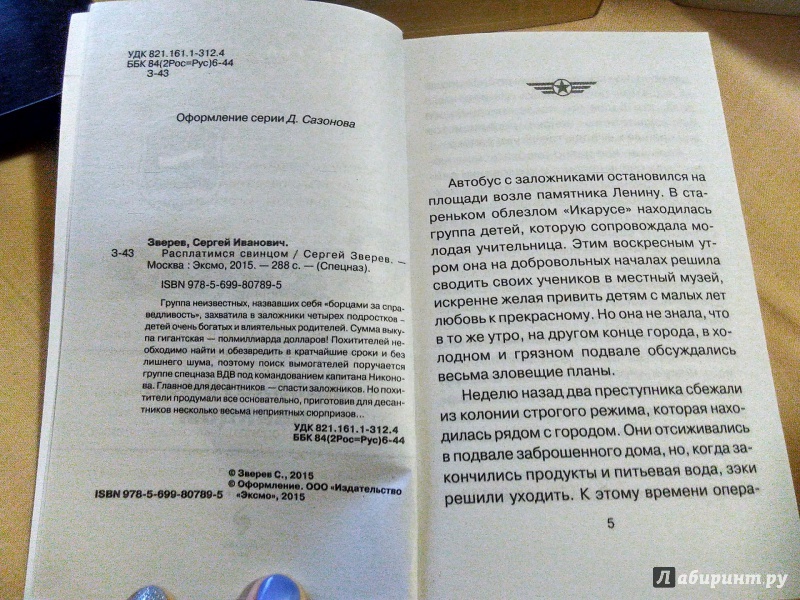 УДК 821.161.1-312.4
ББК 84(2Рос=Рус)6-44
З-43
Оформление серии Д. Сазонова
Зверев, Сергей Иванович.
З-43 Расплатимся свинцом / Сергей Зверев. —
Москва : Эксмо, 2015. — 288 с. — (Спецназ).
ISBN 978-5-699-80789-5
Группа неизвестных, назвавших себя «борцами за спра-
ведливость», захватила в заложники четырех подростков –
детей очень богатых и влиятельных родителей. Сумма выку-
па гигантская — полмиллиарда долларов! Похитителей не-
обходимо найти и обезвредить в кратчайшие сроки и без
лишнего шума, поэтому поиск вымогателей поручается
группе спецназа ВДВ под командованием капитана Никоно-
ва. Главное для десантников — спасти заложников. Но похи-
тители продумали все основательно, приготовив для десан-
тников несколько весьма неприятных сюрпризов...
УДК 821.161.1-312.4
ББК 84(2Рос=Рус)6-44
© Зверев С., 2015
© Оформление. ООО «Издательство
ISBN 978-5-699-80789-5 «Эксмо», 2015
Автобус с заложниками остановился на
площади возле памятника Ленину. В ста-
реньком облезлом «Икарусе» находилась
группа детей, которую сопровождала мо-
лодая учительница. Этим воскресным ут-
ром она на добровольных началах решила
сводить своих учеников в местный музей,
искренне желая привить детям с малых лет
любовь к прекрасному. Но она не знала, что
в то же утро, на другом конце города, в хо-
лодном и грязном подвале обсуждались
весьма зловещие планы.
Неделю назад два преступника сбежали
из колонии строгого режима, которая нахо-
дилась рядом с городом. Они отсиживались
в подвале заброшенного дома, но, когда за-
кончились продукты и питьевая вода, зэки
решили уходить. К этому времени опера-
5
Лабиринт.ру